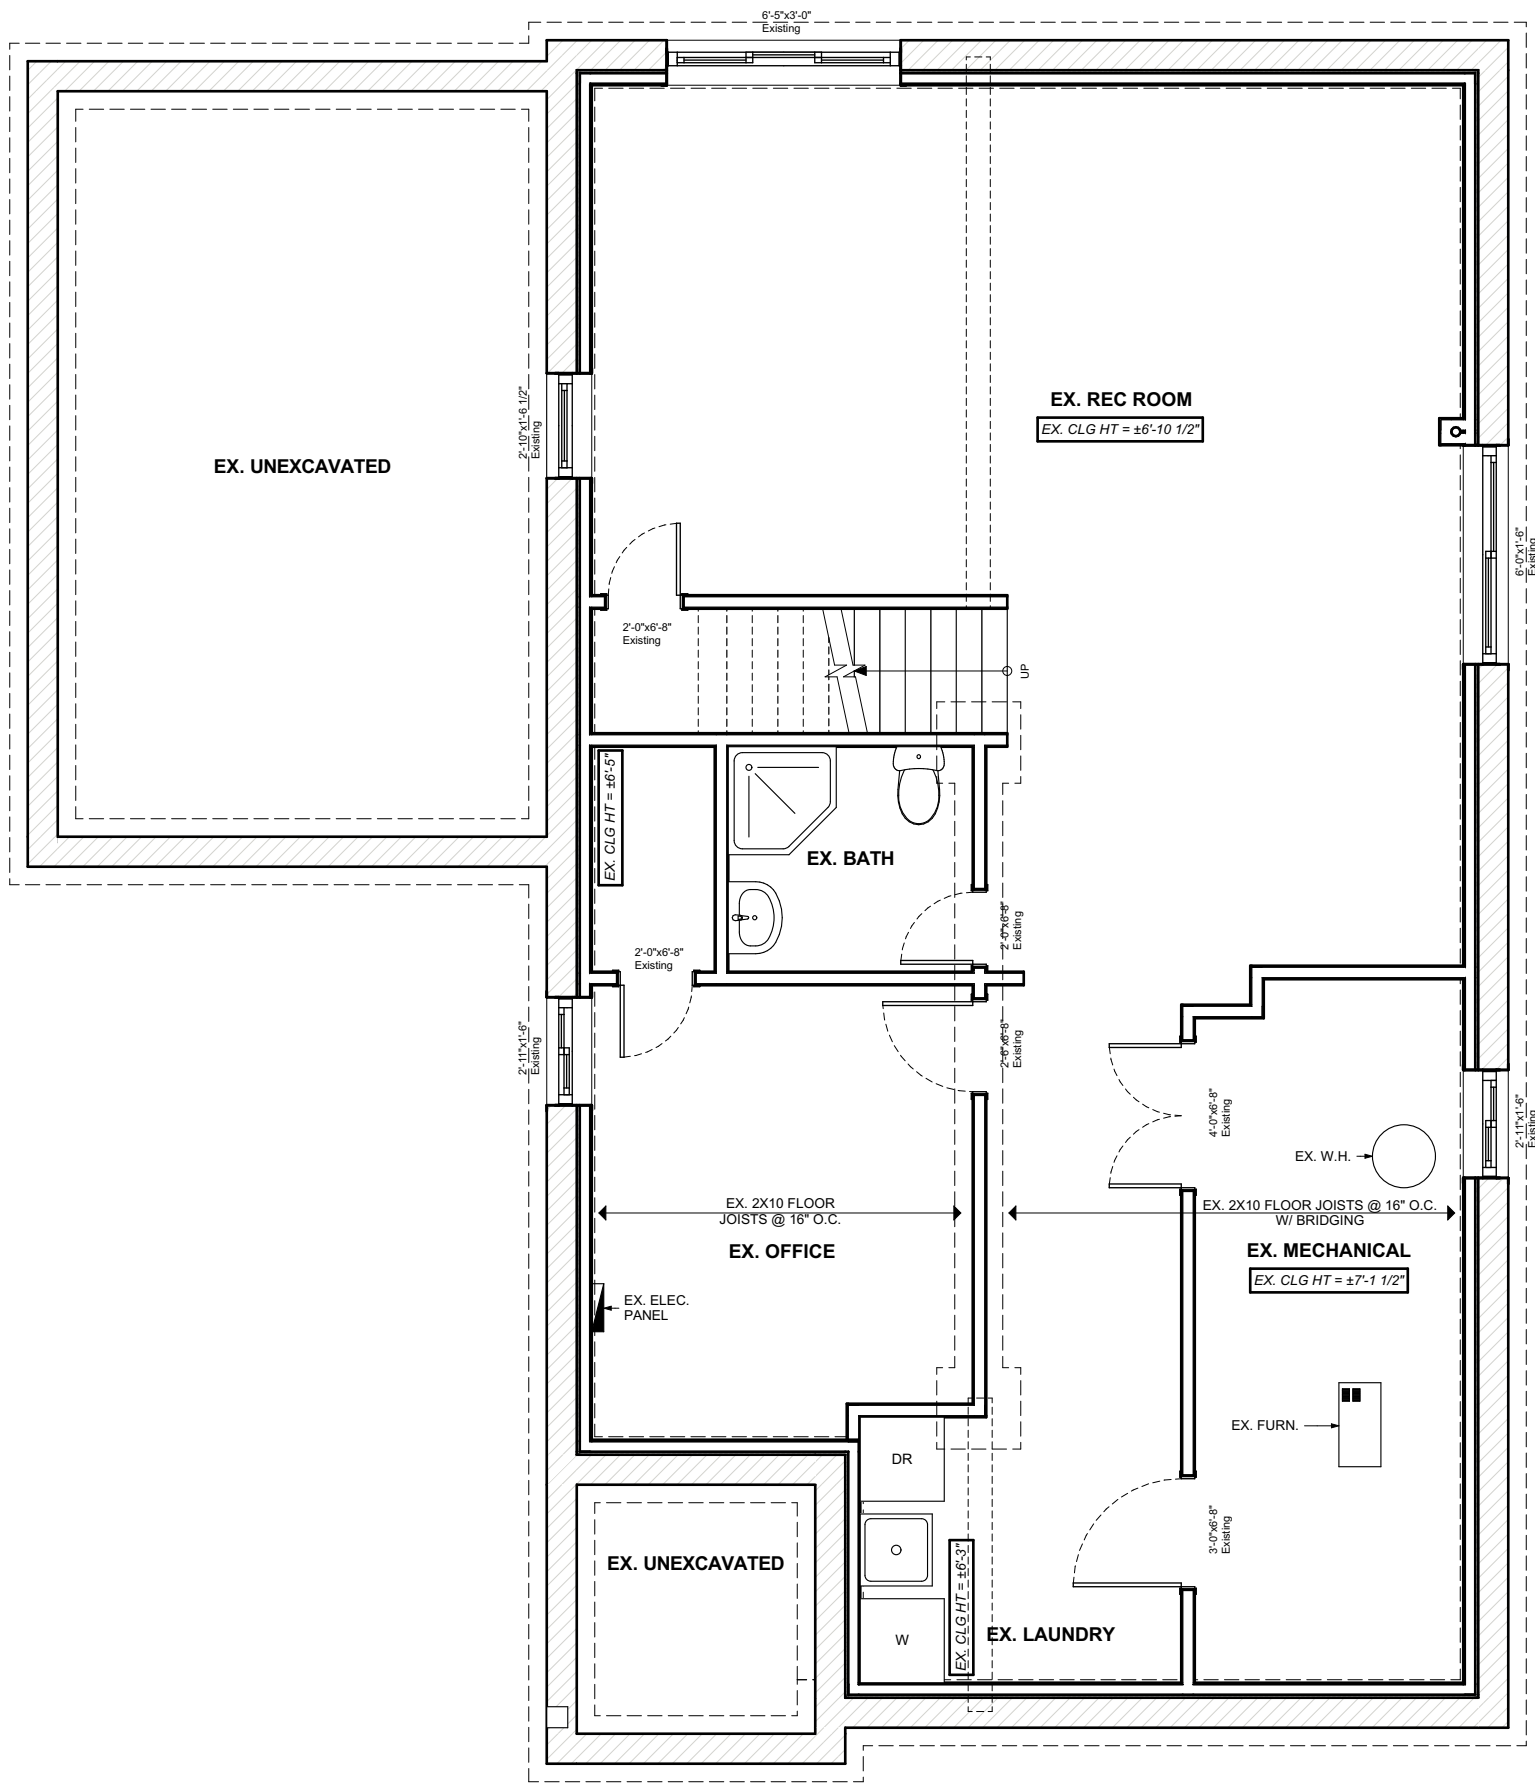 6'-5"x3'-0"
Existing
EX. REC ROOM
EX. CLG HT = ±6'-10 1/2"
2'-10"x1'-6 1/2"
Existing
EX. UNEXCAVATED
6'-0"x1'-6"
Existing
2'-0"x6'-8"
Existing
UP
EX. CLG HT = ±6'-5"
EX. BATH
2'-0"x6'-8"
Existing
2'-0"x6'-8"
Existing
2'-11"x1'-6"
Existing
2'-6"x6'-8"
Existing
4'-0"x6'-8"
Existing
2'-11"x1'-6"
Existing
EX. W.H.
EX. 2X10 FLOOR
JOISTS @ 16" O.C.
EX. 2X10 FLOOR JOISTS @ 16" O.C.
W/ BRIDGING
EX. OFFICE
EX. MECHANICAL
EX. CLG HT = ±7'-1 1/2"
EX. ELEC.
PANEL
EX. FURN.
DR
3'-0"x6'-8"
Existing
EX. UNEXCAVATED
EX. CLG HT = ±6'-3"
W
EX. LAUNDRY